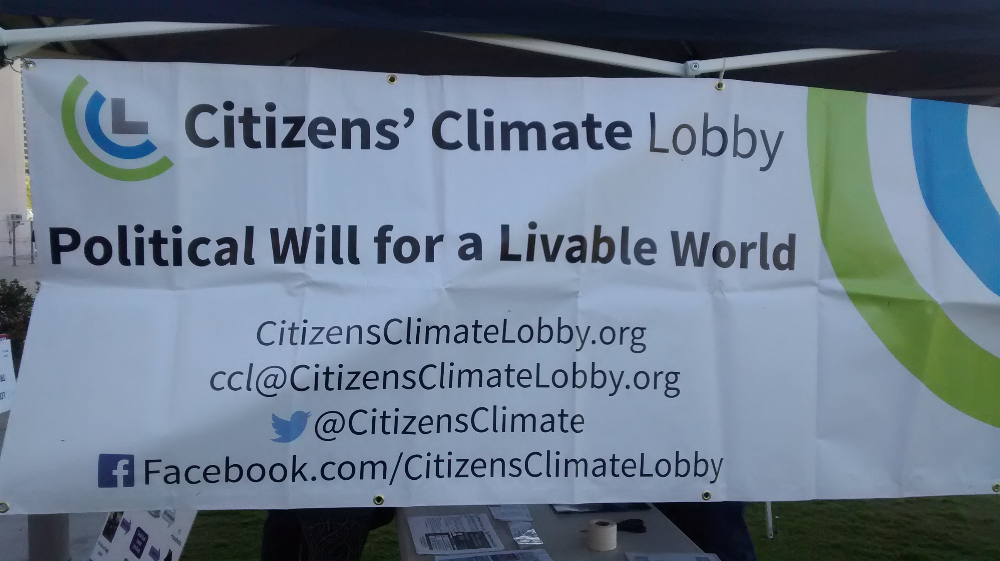 L Citizens’ Climate Lobby
Political Will for a Livable World
CitizensClimateLobby.org
ccl@CitizensClimateLobby.org
@CitizensClimate
f Facebook.com/CitizensClimateLobby